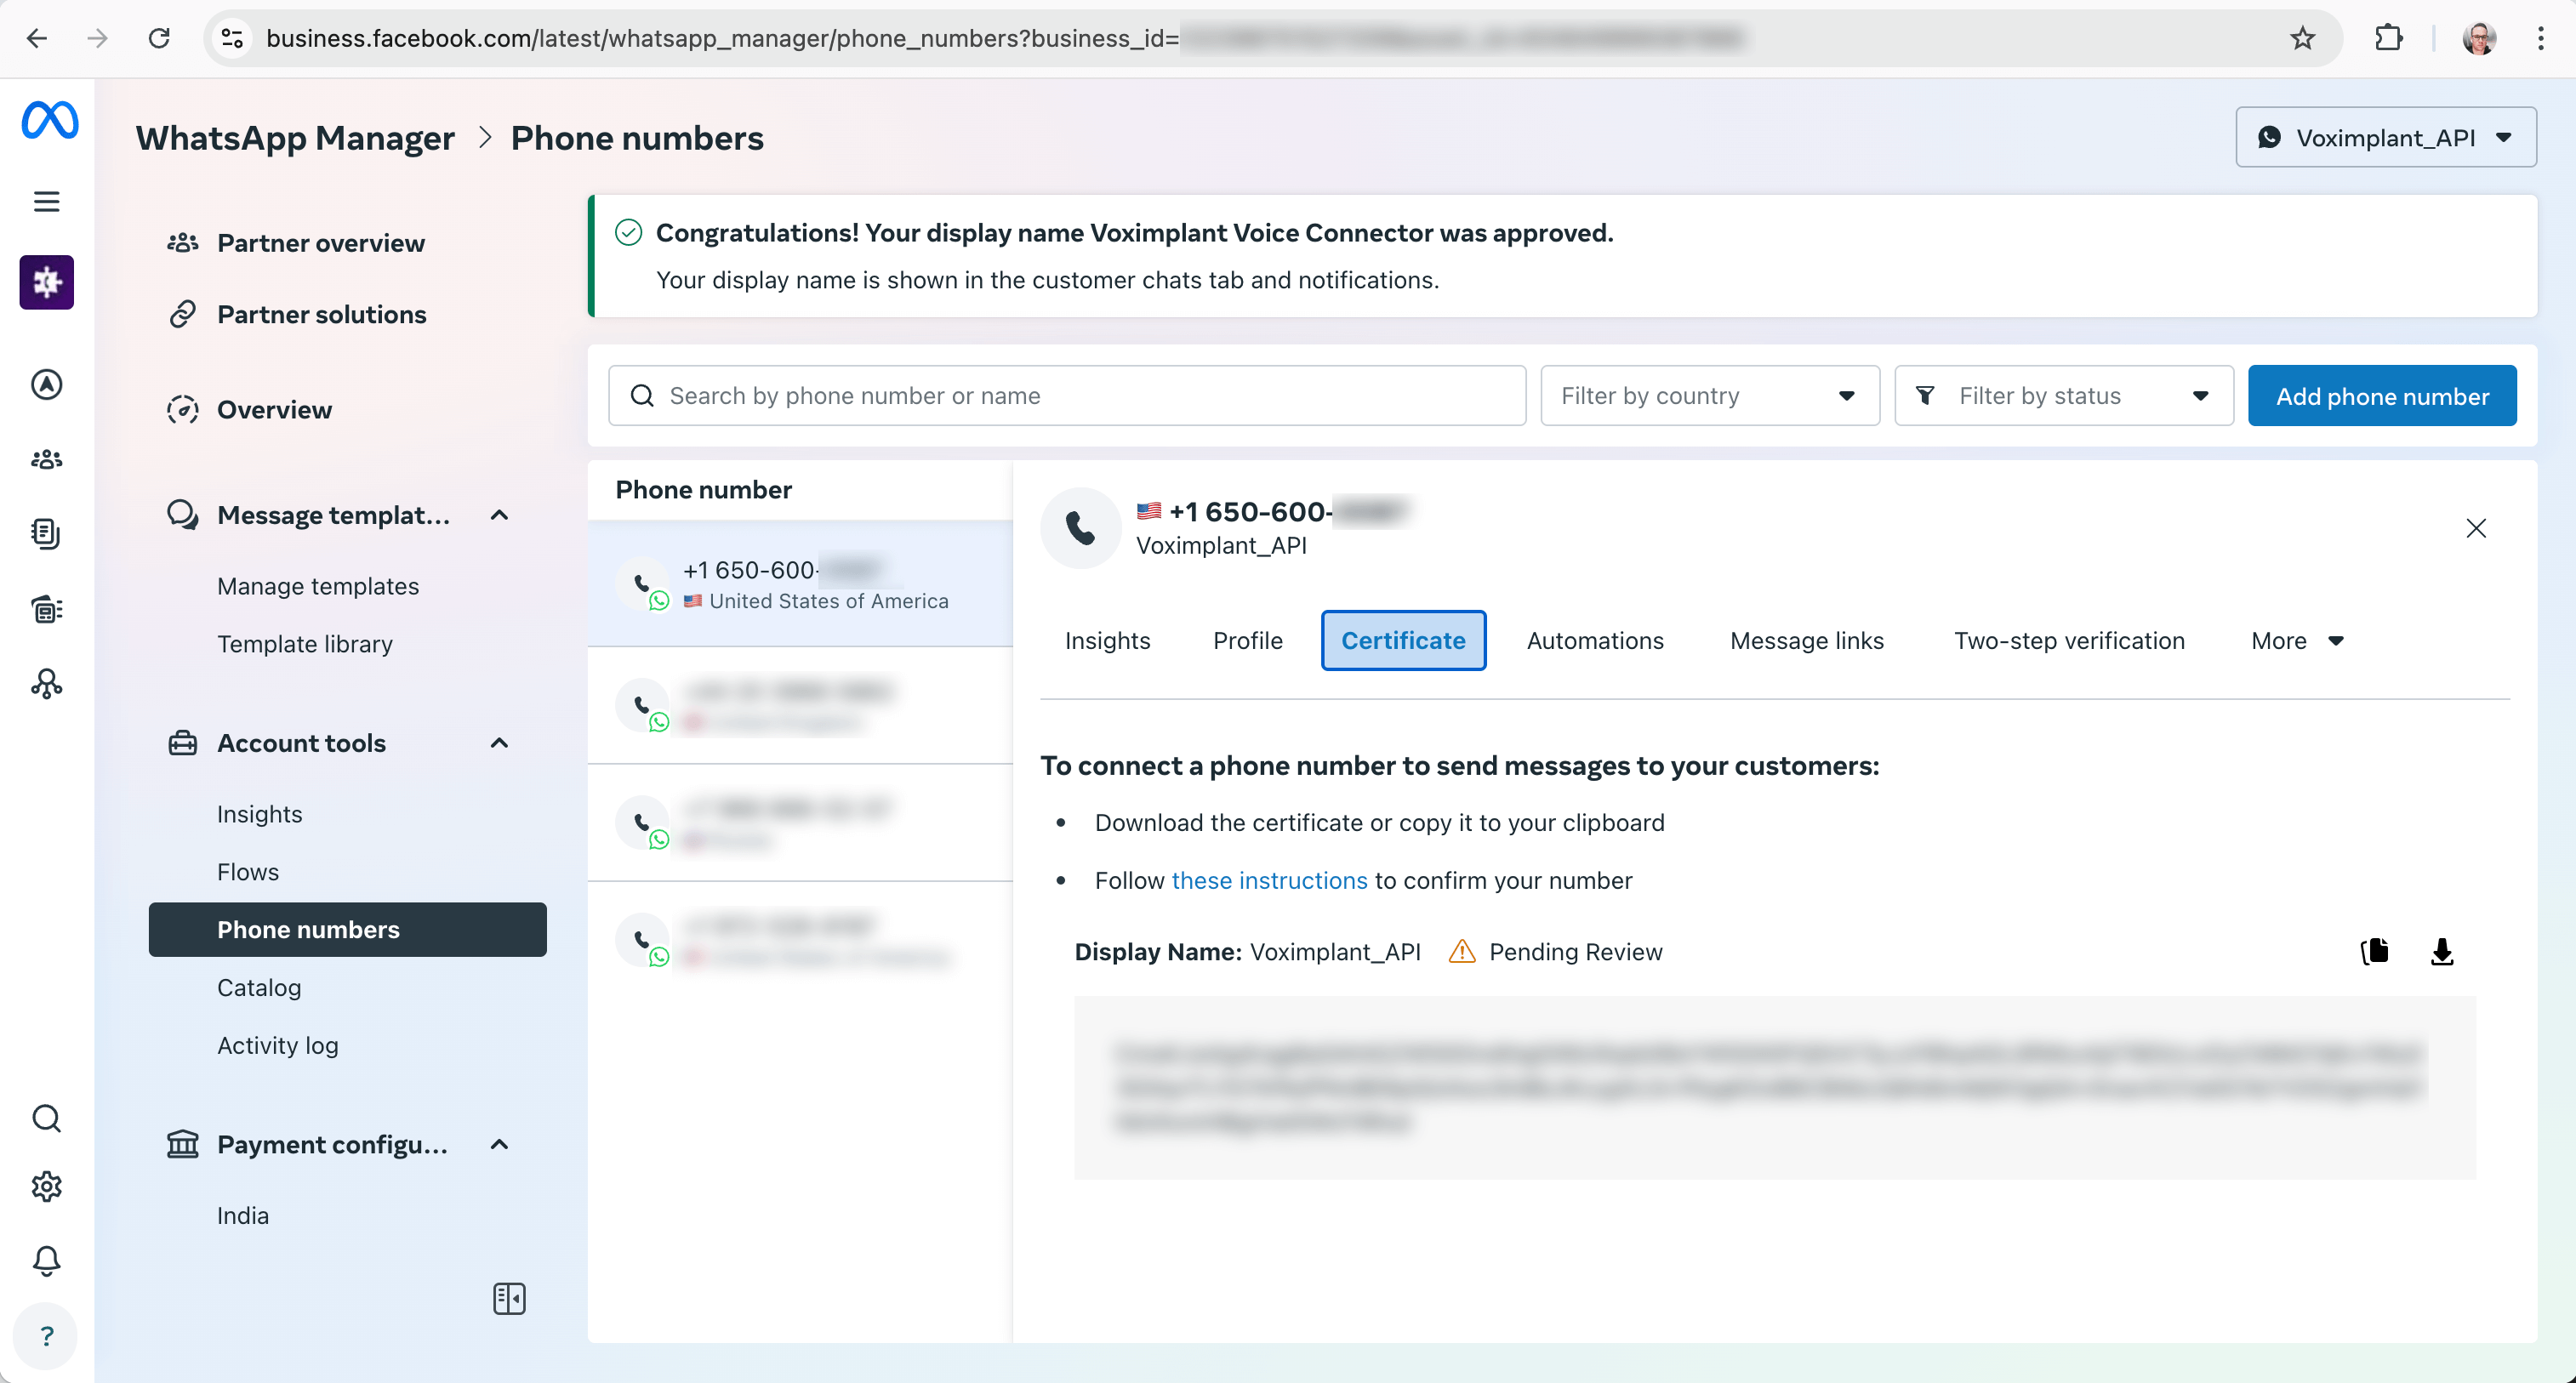 business.facebook.com/latest/whatsapp_manager/phone_numbers?business_id=
WhatsApp Manager > Phone numbers
Voximplant_API
Partner overview
Partner solutions
Overview
Message templat...
Manage templates
Template library
Account tools
Insights
Flows
Phone numbers
Catalog
Activity log
Payment configu...
India
?
Congratulations! Your display name Voximplant Voice Connector was approved.
Your display name is shown in the customer chats tab and notifications.
Search by phone number or name
Filter by country
Filter by status
Add phone number
Phone number
+1 650-600-
United States of America
+1 650-600-
Voximplant_API
Insights
Profile
Certificate
Automations
Message links
Two-step verification
More
To connect a phone number to send messages to your customers:
• Download the certificate or copy it to your clipboard
• Follow these instructions to confirm your number
Display Name: Voximplant_API Pending Review